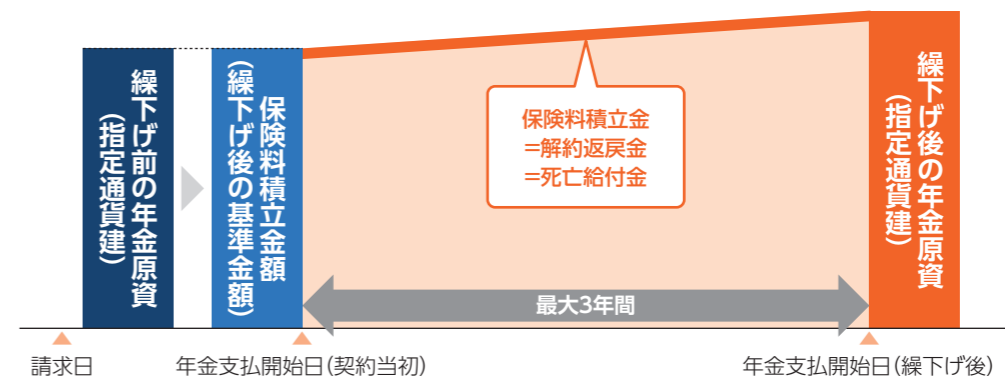 繰下げ前の年金原資
(指定通貨建)
保険料積立金額
(繰下げ後の基準金額)
保険料積立金
=解約返戻金
=死亡給付金
繰下げ後の年金原資
(指定通貨建)
最大3年間
請求日
年金支払開始日(契約当初)
年金支払開始日(繰下げ後)